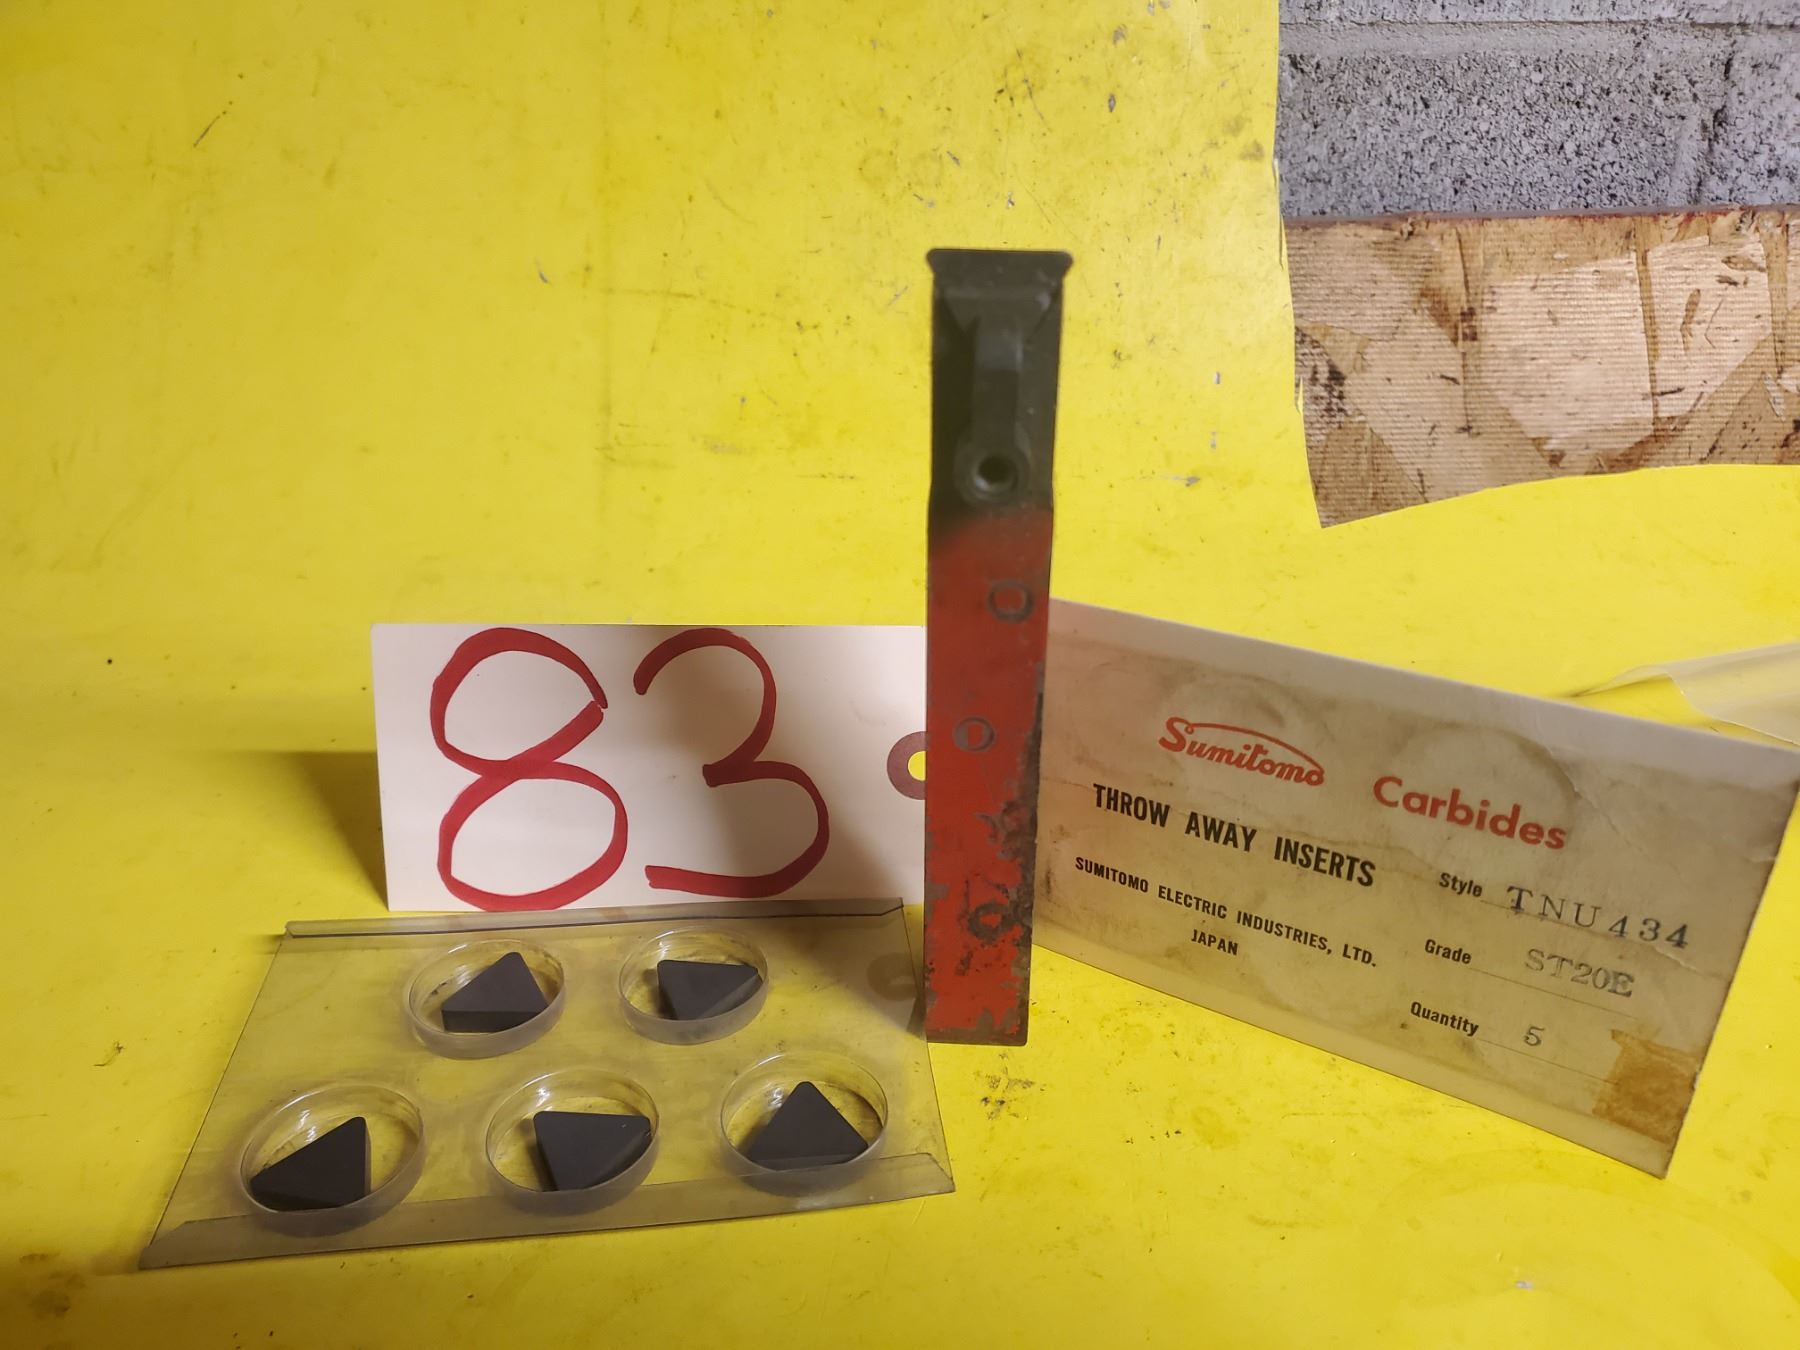 83
Sumitomo Carbides
THROW AWAY INSERTS
SUMITOMO ELECTRIC INDUSTRIES, LTD.
JAPAN
Style TNU434
Grade ST20E
Quantity 5